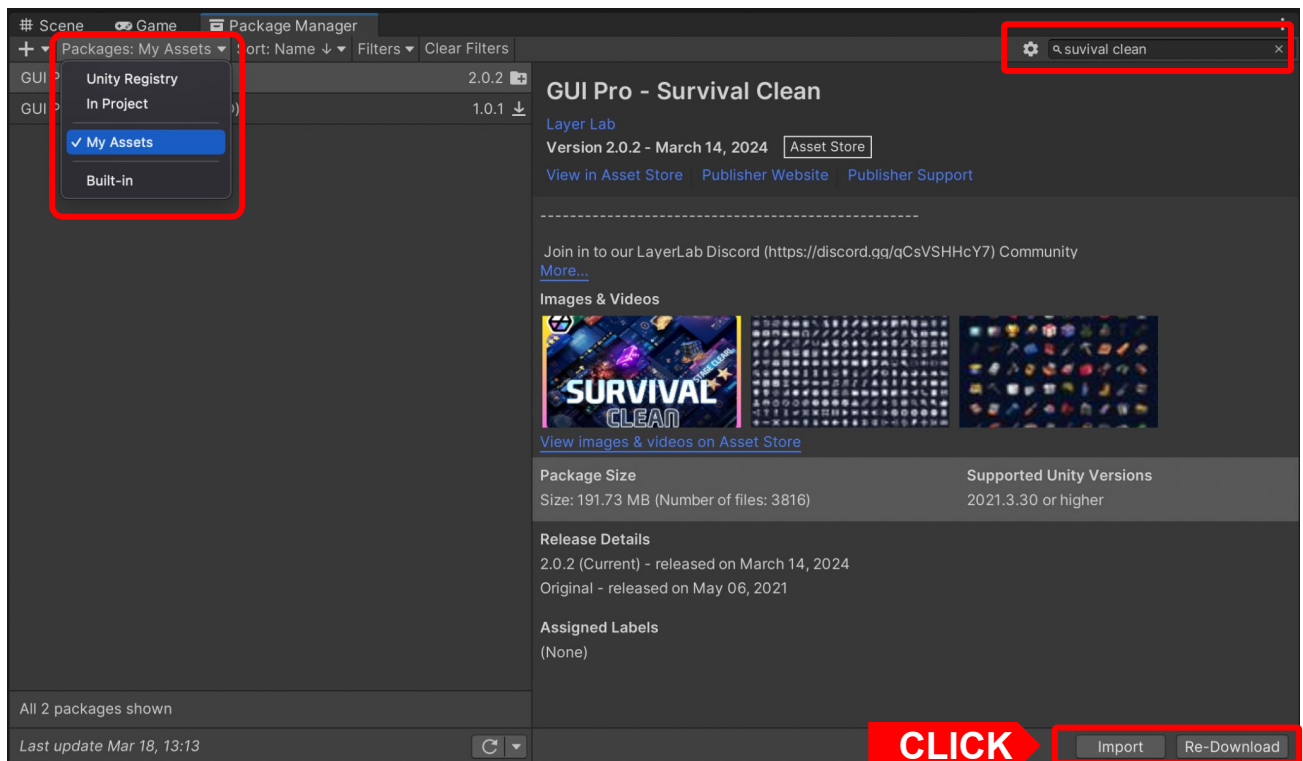 Scene Game Package Manager
Packages: My Assets Sort: Name Filters Clear Filters
suvival clean
Unity Registry
In Project
My Assets
Built-in
GUI P 2.0.2
GUI P ) 1.0.1
GUI Pro - Survival Clean
Layer Lab
Version 2.0.2 - March 14, 2024 Asset Store
View in Asset Store Publisher Website Publisher Support
--------------------------------------------------
Join in to our LayerLab Discord (https://discord.gg/qCsVSHHcY7) Community
More...
Images & Videos
STAGE CLEAR!
SURVIVAL
CLEAN
View images & videos on Asset Store
Package Size Supported Unity Versions
Size: 191.73 MB (Number of files: 3816) 2021.3.30 or higher
Release Details
2.0.2 (Current) - released on March 14, 2024
Original - released on May 06, 2021
Assigned Labels
(None)
All 2 packages shown
Last update Mar 18, 13:13
CLICK
Import Re-Download